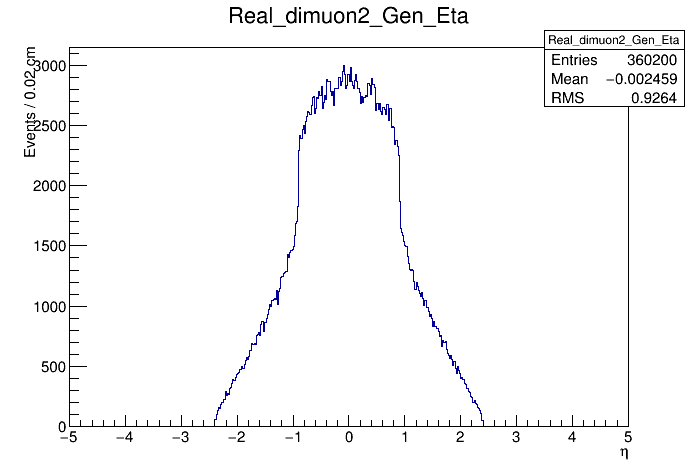 Real_dimuon2_Gen_Eta
Real_dimuon2_Gen_Eta
Entries 360200
Mean −0.002459
RMS 0.9264
Events / 0.02 cm
3000
2500
2000
1500
1000
500
0
−5 −4 −3 −2 −1 0 1 2 3 4 5
η